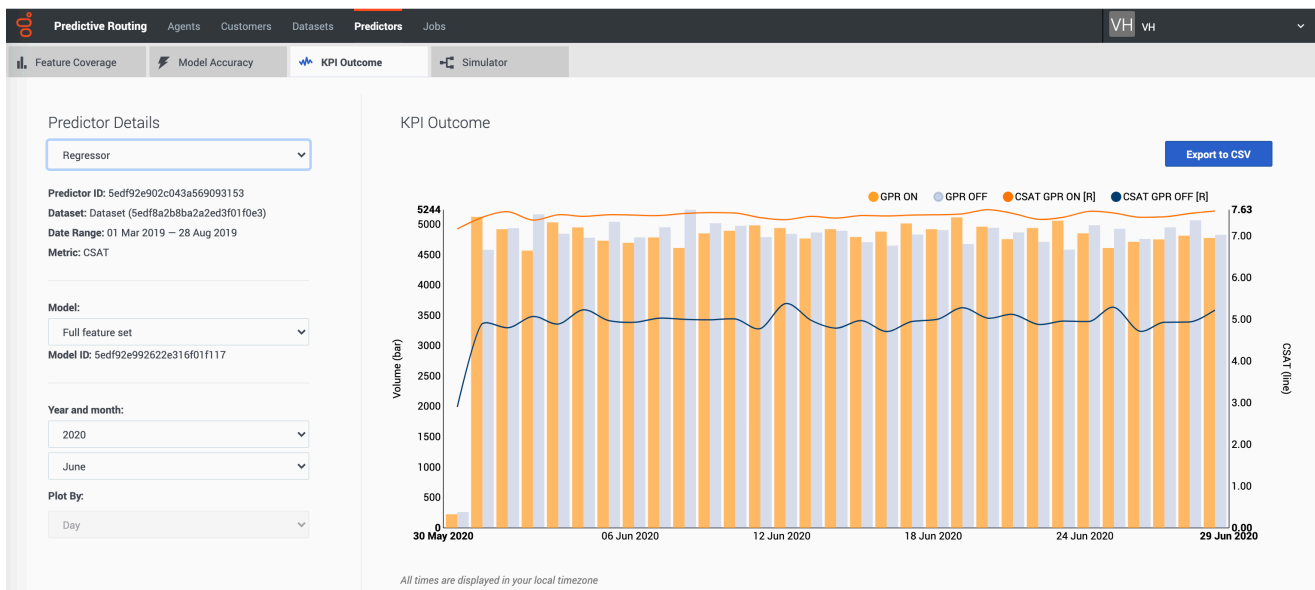 Predictive Routing Agents Customers Datasets Predictors Jobs VH VH
Feature Coverage Model Accuracy KPI Outcome Simulator
Predictor Details
Regressor
Predictor ID: 5edf92e902c043a569093153
Dataset: Dataset (5edf8a2b8ba2a2ed3f01f0e3)
Date Range: 01 Mar 2019 — 28 Aug 2019
Metric: CSAT
Model:
Full feature set
Model ID: 5edf92e992622e316f01f117
Year and month:
2020
June
Plot By:
Day
KPI Outcome
Export to CSV
GPR ON GPR OFF CSAT GPR ON [R] CSAT GPR OFF [R]
Volume (bar)
5244
5000
4500
4000
3500
3000
2500
2000
1500
1000
500
0
7.63
7.00
6.00
5.00
4.00
3.00
2.00
1.00
0.00
CSAT (line)
30 May 2020 06 Jun 2020 12 Jun 2020 18 Jun 2020 24 Jun 2020 29 Jun 2020
All times are displayed in your local timezone